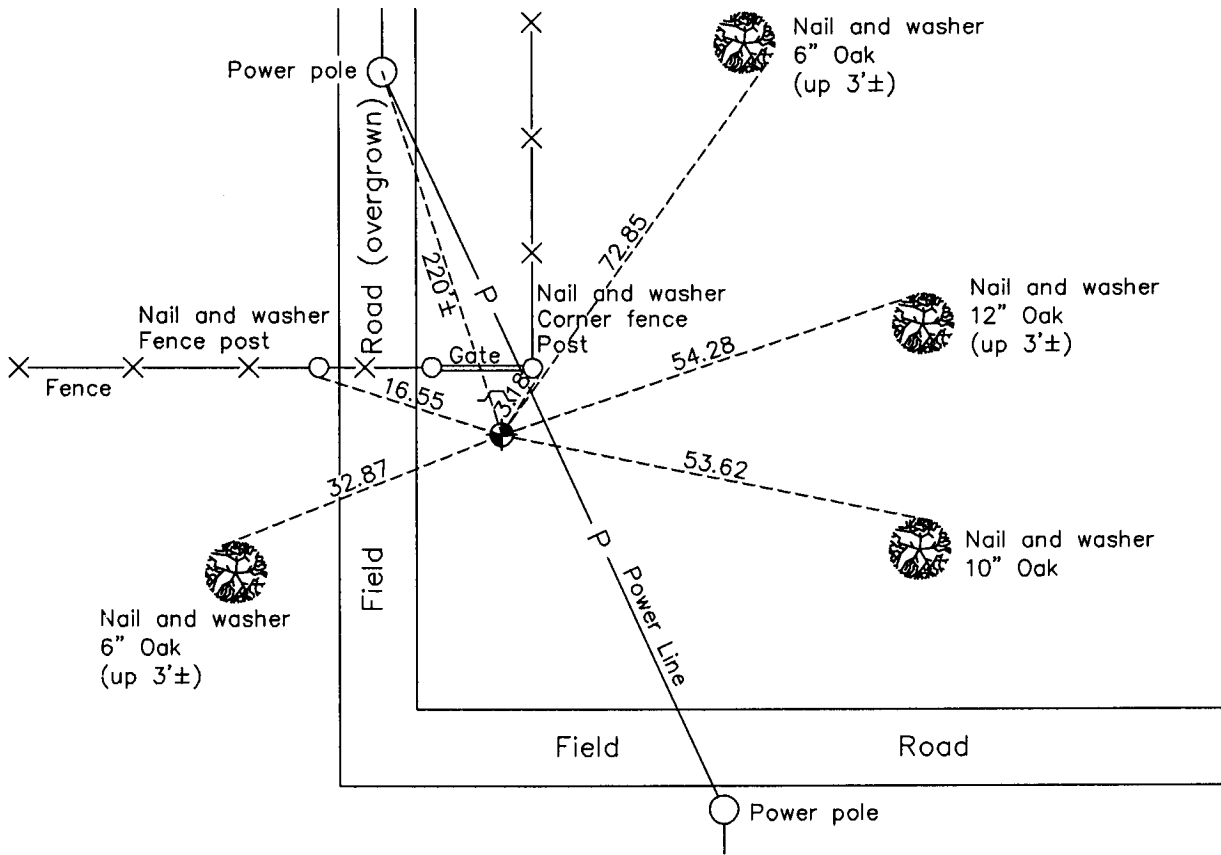 Nail and washer
6" Oak
(up 3'±)
Power pole
Road (overgrown)
72.85
220'±
P
Nail and washer
Corner fence
Post
Nail and washer
12" Oak
(up 3'±)
Nail and washer
Fence post
Gate
54.28
Fence
16.55
3.18
32.87
53.62
P
Nail and washer
10" Oak
Field
Power Line
Nail and washer
6" Oak
(up 3'±)
Field Road
Power pole